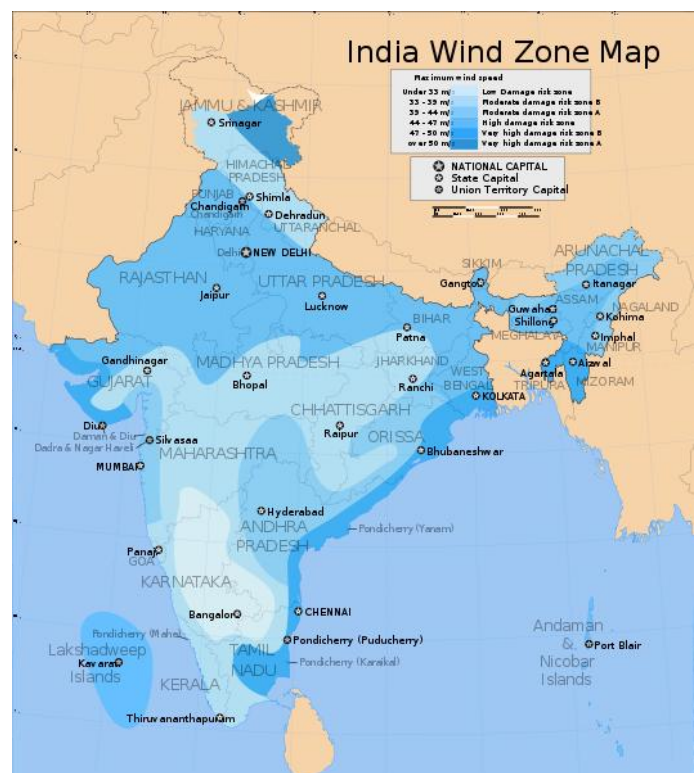 India Wind Zone Map
Maximum wind speed
Under 33 m/s Low Damage risk zone
33 - 39 m/s Moderate damage risk zone B
39 - 44 m/s Moderate damage risk zone A
44 - 47 m/s High damage risk zone
47 - 50 m/s Very high damage risk zone B
over 50 m/s Very high damage risk zone A
NATIONAL CAPITAL
State Capital
Union Territory Capital
JAMMU & KASHMIR
Srinagar
HIMACHAL
PRADESH
PUNJAB
Shimla
Chandigarh
Chandigarh
Dehradun
UTTARANCHAL
HARYANA
Delhi
NEW DELHI
RAJASTHAN
Jaipur
UTTAR PRADESH
Lucknow
SIKKIM
Gangtok
ARUNACHAL
PRADESH
Itanagar
ASSAM
NAGALAND
Guwaha
Shillong
Kohima
MEGHALAYA
Imphal
MANIPUR
BIHAR
Patna
Gandhinagar
GUJARAT
MADHYA PRADESH
Bhopal
JHARKHAND
Ranchi
WEST
BENGAL
KOLKATA
Agartala
TRIPURA
Aizwal
MIZORAM
CHHATTISGARH
Raipur
ORISSA
Bhubaneshwar
Diu
Daman & Diu
Dadra & Nagar Haveli
Silvasaa
MAHARASHTRA
MUMBAI
Hyderabad
ANDHRA
PRADESH
Pondicherry (Yanam)
Panaji
GOA
KARNATAKA
Bangalor
CHENNAI
Pondicherry (Mahe)
Pondicherry (Puducherry)
Lakshadweep
Kavarati
Islands
TAMIL
NADU
Pondicherry (Karaikal)
KERALA
Thiruvananthapuram
Andaman
&
Nicobar
Islands
Port Blair